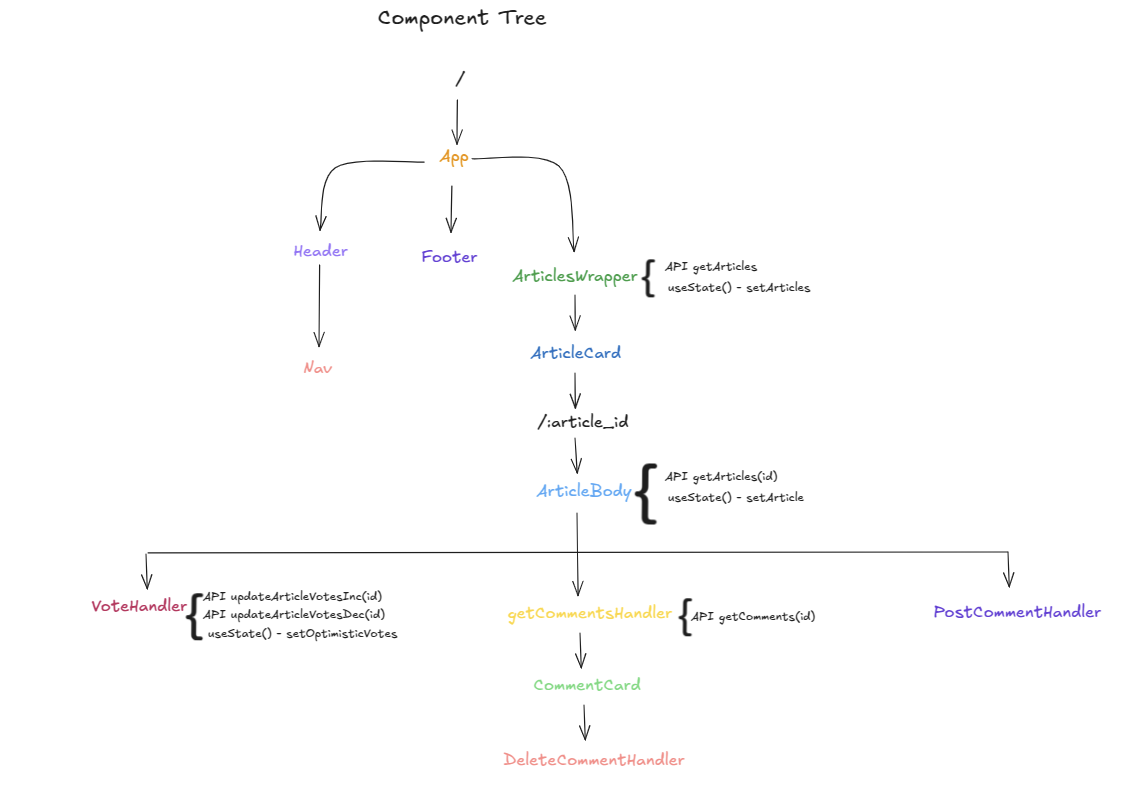 Component Tree
/
App
Header
Footer
ArticlesWrapper
API getArticles
useState() - setArticles
Nav
ArticleCard
/:article_id
ArticleBody
API getArticles(id)
useState() - setArticle
VoteHandler
API updateArticleVotesInc(id)
API updateArticleVotesDec(id)
useState() - setOptimisticVotes
getCommentsHandler
API getComments(id)
PostCommentHandler
CommentCard
DeleteCommentHandler